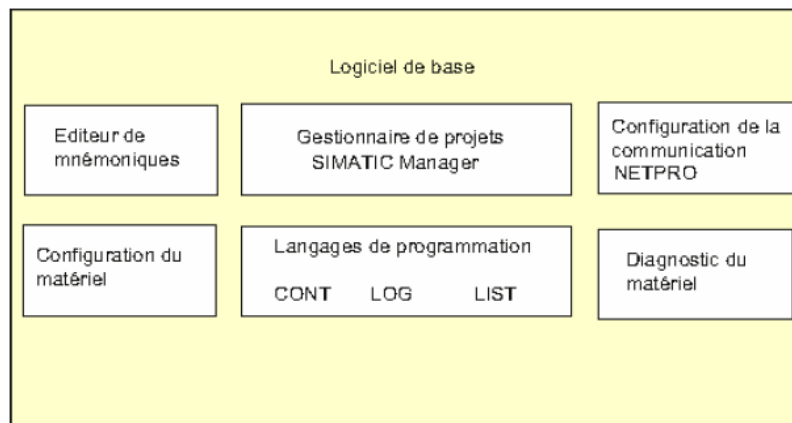 Logiciel de base
Editeur de
mnémoniques
Gestionnaire de projets
SIMATIC Manager
Configuration de la
communication
NETPRO
Configuration du
matériel
Langages de programmation
CONT LOG LIST
Diagnostic du
matériel